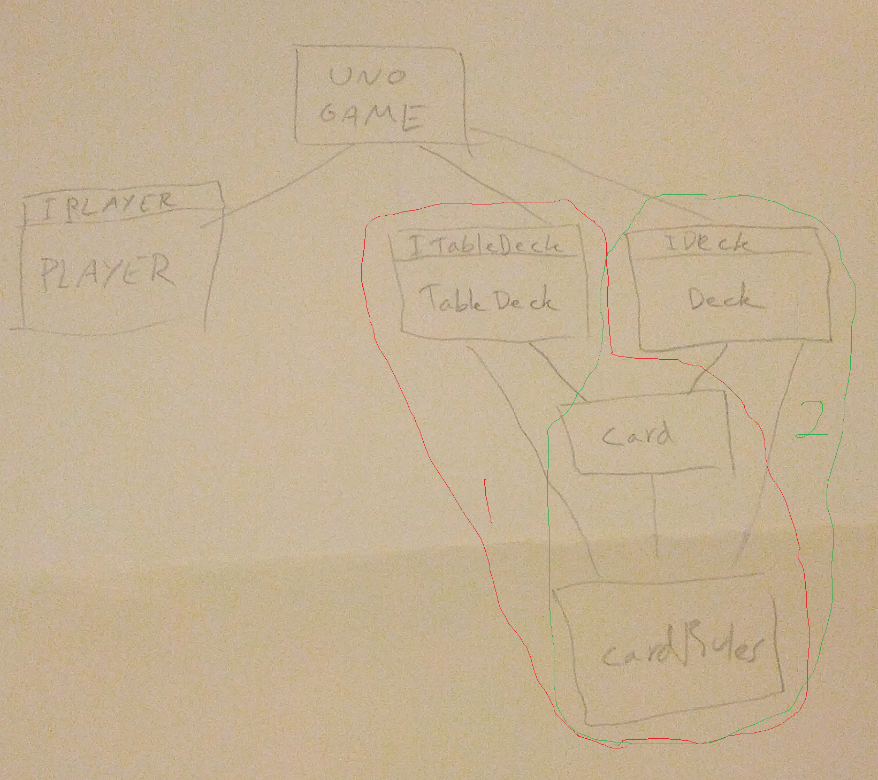 UNO
GAME
IPLAYER
PLAYER
ITableDeck
TableDeck
IDeck
Deck
Card
1
2
cardRules